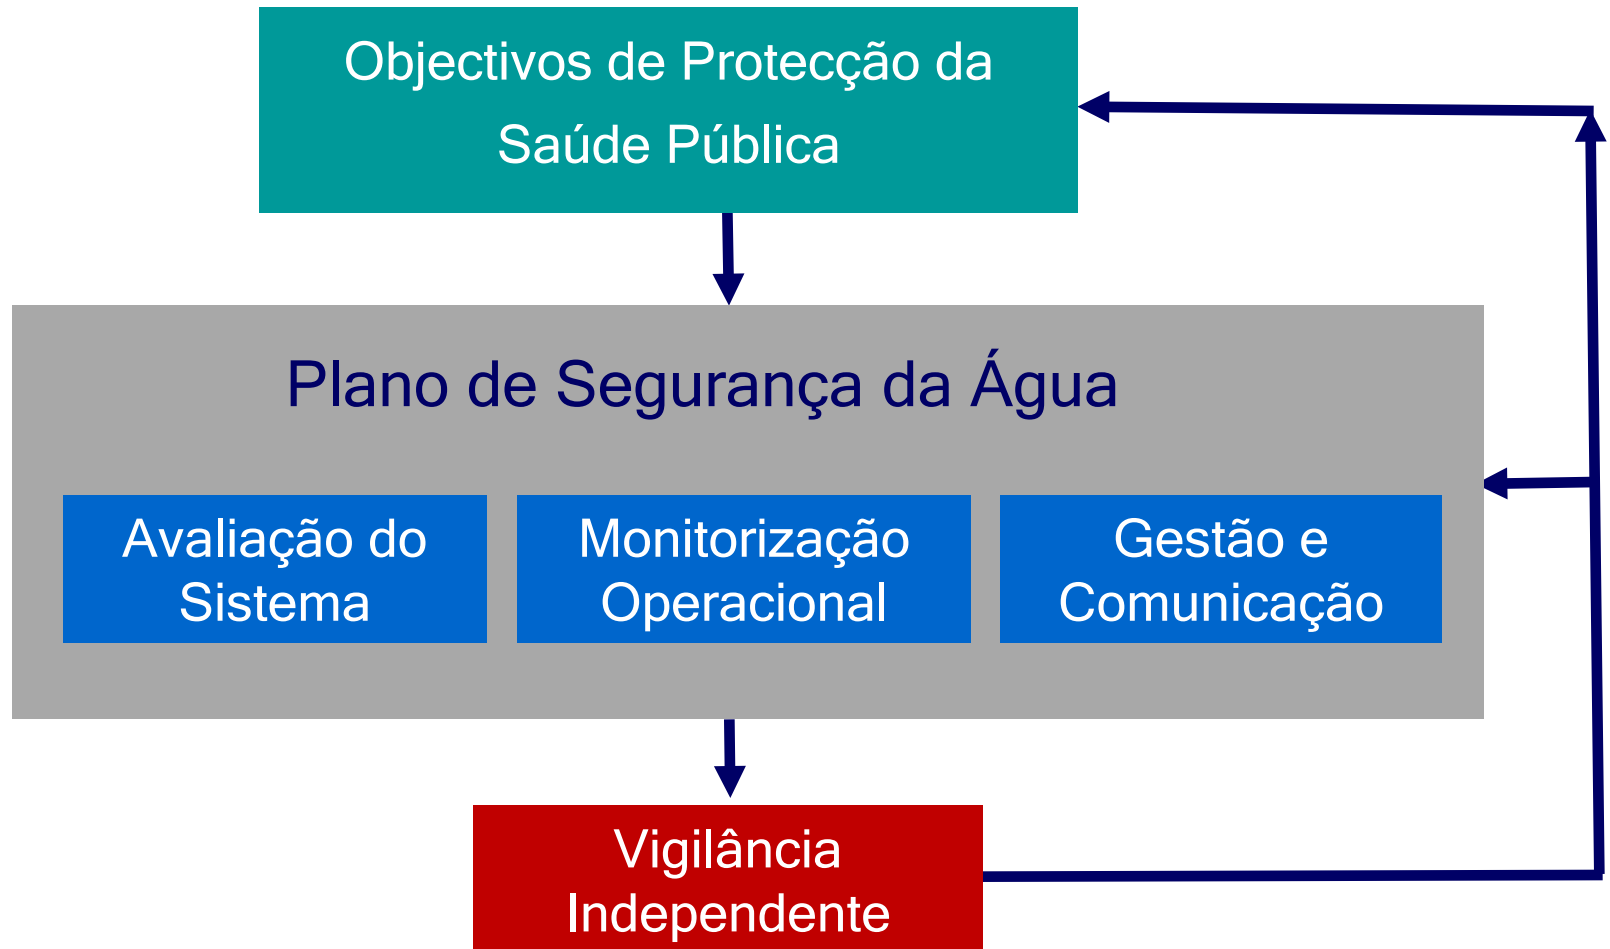 Objectivos de Protecção da
Saúde Pública
Plano de Segurança da Água
Avaliação do
Sistema
Monitorização
Operacional
Gestão e
Comunicação
Vigilância
Independente